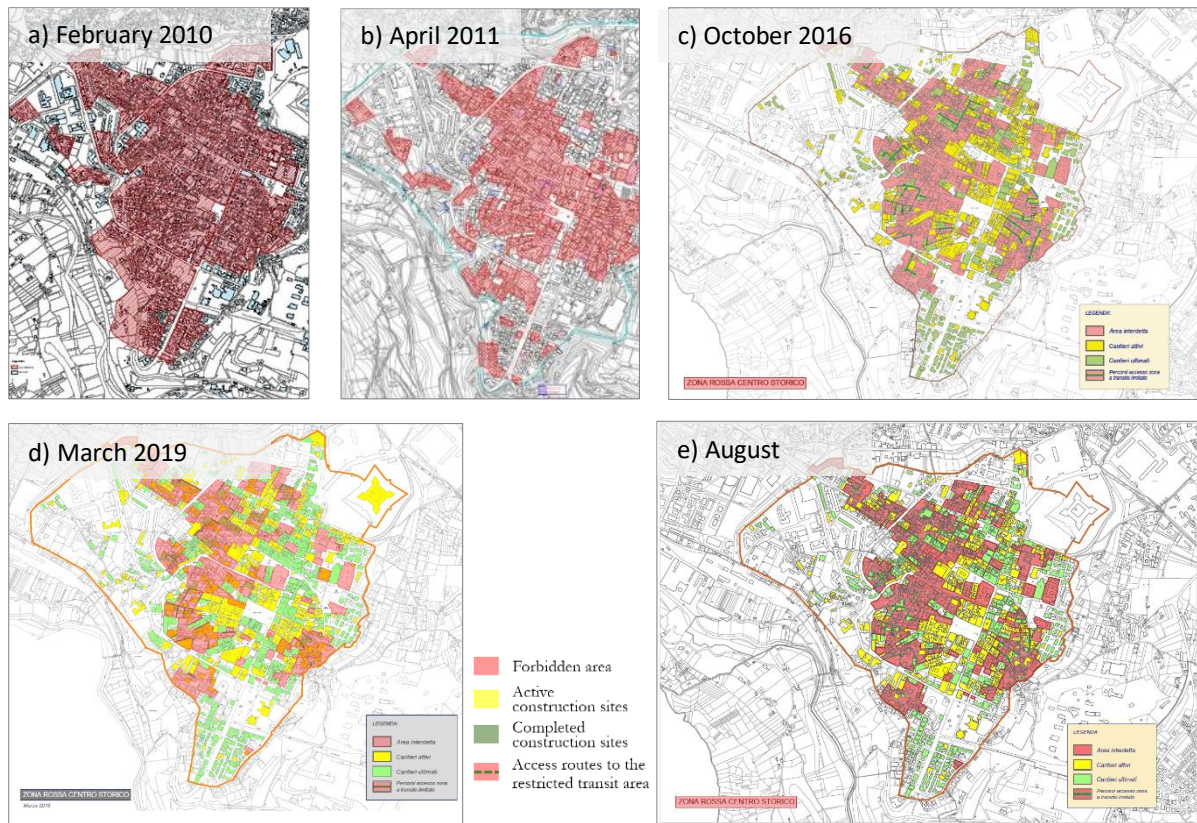 a) February 2010
b) April 2011
c) October 2016
LEGENDA:
Area interdetta
Cantieri attivi
Cantieri ultimati
Percorsi accesso zone
a transito limitato
ZONA ROSSA CENTRO STORICO
d) March 2019
LEGENDA:
Area interdetta
Cantieri attivi
Cantieri ultimati
Percorsi accesso zone
a transito limitato
ZONA ROSSA CENTRO STORICO
Marzo 2019
Forbidden area
Active
construction sites
Completed
construction sites
Access routes to the
restricted transit area
e) August
LEGENDA:
Area interdetta
Cantieri attivi
Cantieri ultimati
Percorsi accesso zone
a transito limitato
ZONA ROSSA CENTRO STORICO